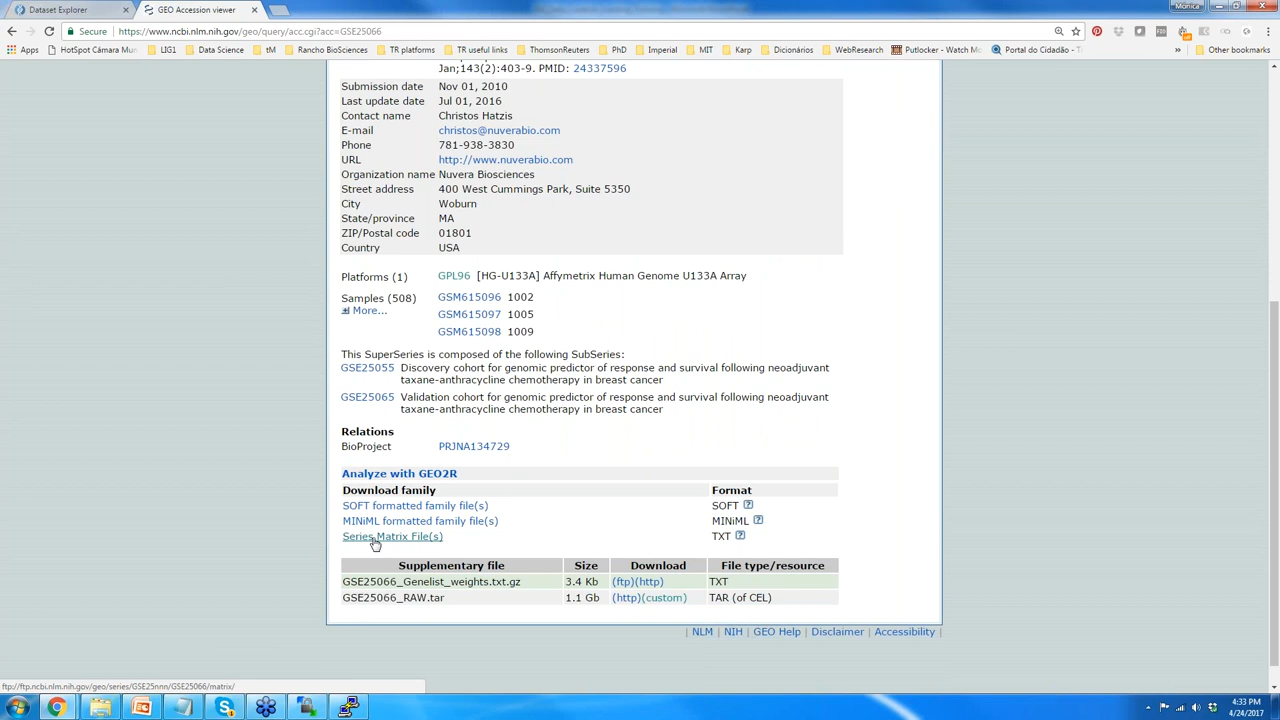 Dataset Explorer
GEO Accession viewer
Monica
Secure
https://www.ncbi.nlm.nih.gov/geo/query/acc.cgi?acc=GSE25066
Apps HotSpot Câmara Mun LIG1 Data Science tM Rancho BioSciences TR platforms TR useful links ThomsonReuters PhD Imperial MIT Karp Dicionários WebResearch Putlocker - Watch Mo Portal do Cidadão - To » Other bookmarks
Jan;143(2):403-9. PMID: 24337596
Submission date Nov 01, 2010
Last update date Jul 01, 2016
Contact name Christos Hatzis
E-mail christos@nuverabio.com
Phone 781-938-3830
URL http://www.nuverabio.com
Organization name Nuvera Biosciences
Street address 400 West Cummings Park, Suite 5350
City Woburn
State/province MA
ZIP/Postal code 01801
Country USA
Platforms (1) GPL96 [HG-U133A] Affymetrix Human Genome U133A Array
Samples (508) GSM615096 1002
More...
GSM615097 1005
GSM615098 1009
This SuperSeries is composed of the following SubSeries:
GSE25055 Discovery cohort for genomic predictor of response and survival following neoadjuvant
taxane-anthracycline chemotherapy in breast cancer
GSE25065 Validation cohort for genomic predictor of response and survival following neoadjuvant
taxane-anthracycline chemotherapy in breast cancer
Relations
BioProject PRJNA134729
Analyze with GEO2R
Download family Format
SOFT formatted family file(s) SOFT ?
MINiML formatted family file(s) MINiML ?
Series Matrix File(s) TXT ?
Supplementary file Size Download File type/resource
GSE25066_Genelist_weights.txt.gz 3.4 Kb (ftp)(http) TXT
GSE25066_RAW.tar 1.1 Gb (http)(custom) TAR (of CEL)
| NLM | NIH | GEO Help | Disclaimer | Accessibility |
ftp://ftp.ncbi.nlm.nih.gov/geo/series/GSE25nnn/GSE25066/matrix/
4:33 PM
4/24/2017